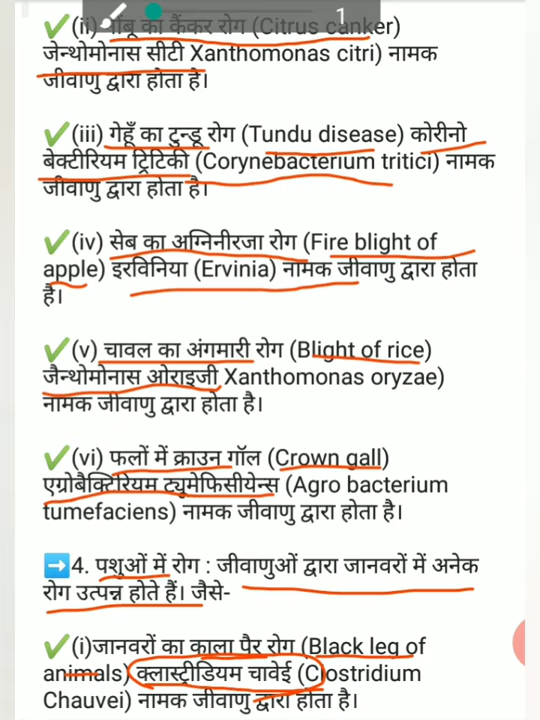 1
✔(ii) नींबू का कैंकर रोग (Citrus canker)
जेन्थोमोनास सीटी Xanthomonas citri) नामक
जीवाणु द्वारा होता है।
✔(iii) गेहूँ का टुन्डू रोग (Tundu disease) कोरीनो
बेक्टीरियम ट्रिटिकी (Corynebacterium tritici) नामक
जीवाणु द्वारा होता है।
✔(iv) सेब का अग्निनीरजा रोग (Fire blight of
apple) इरविनिया (Ervinia) नामक जीवाणु द्वारा होता
है।
✔(v) चावल का अंगमारी रोग (Blight of rice)
जैन्थोमोनास ओराइजी Xanthomonas oryzae)
नामक जीवाणु द्वारा होता है।
✔(vi) फलों में क्राउन गॉल (Crown gall)
एग्रोबैक्टिरियम ट्यूमेफिसीयेन्स (Agro bacterium
tumefaciens) नामक जीवाणु द्वारा होता है।
➡4. पशुओं में रोग : जीवाणुओं द्वारा जानवरों में अनेक
रोग उत्पन्न होते हैं। जैसे-
✔(i)जानवरों का काला पैर रोग (Black leg of
animals) क्लास्ट्रीडियम चावेई (Clostridium
Chauvei) नामक जीवाणु द्वारा होता है।